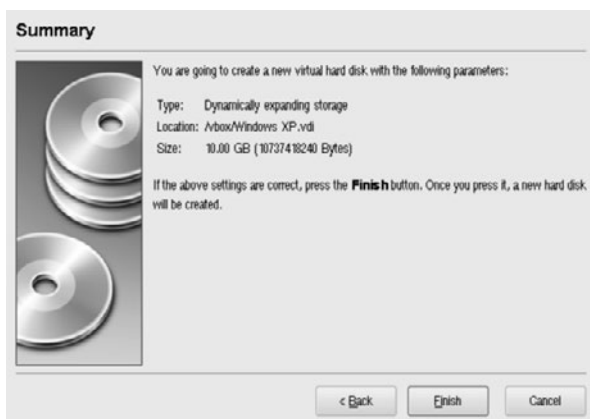 Summary
You are going to create a new virtual hard disk with the following parameters:
Type: Dynamically expanding storage
Location: /vbox/Windows XP.vdi
Size: 10.00 GB (10737418240 Bytes)
If the above settings are correct, press the Finish button. Once you press it, a new hard disk
will be created.
< Back Finish Cancel